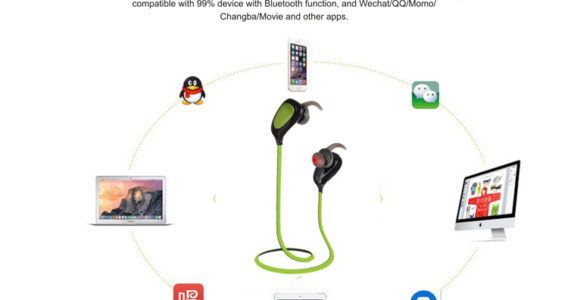 compatible with 99% device with Bluetooth function, and Wechat/QQ/Momo/
Changba/Movie and other apps.